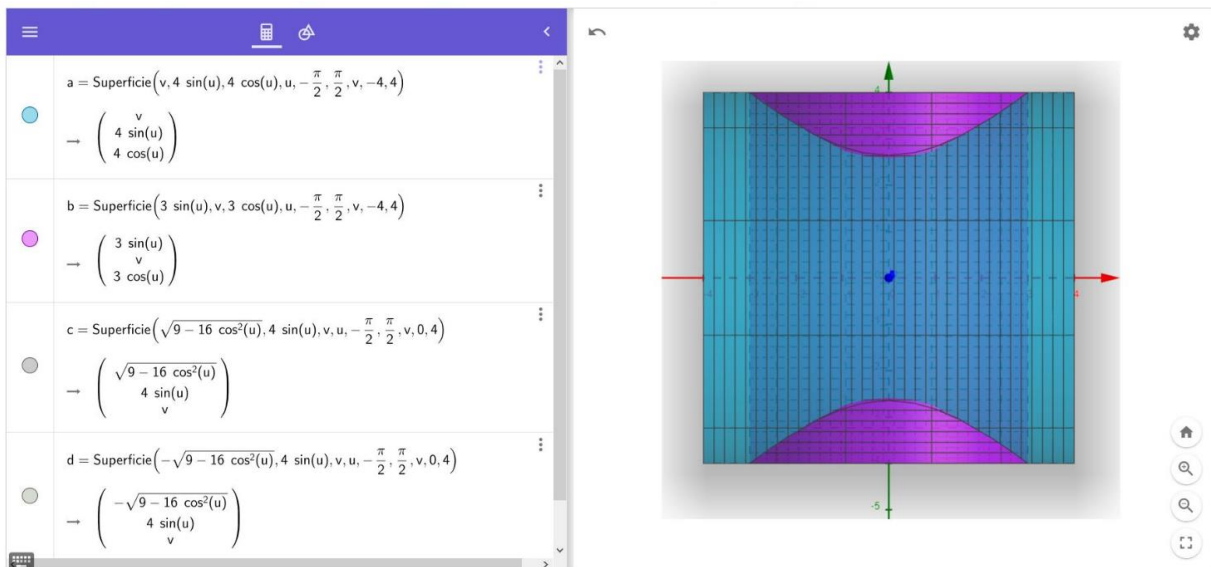 a = Superficie(v, 4 sin(u), 4 cos(u), u, −π/2, π/2, v, −4, 4)
→ (v
4 sin(u)
4 cos(u))
b = Superficie(3 sin(u), v, 3 cos(u), u, −π/2, π/2, v, −4, 4)
→ (3 sin(u)
v
3 cos(u))
c = Superficie(√(9 − 16 cos²(u)), 4 sin(u), v, u, −π/2, π/2, v, 0, 4)
→ (√(9 − 16 cos²(u))
4 sin(u)
v)
d = Superficie(−√(9 − 16 cos²(u)), 4 sin(u), v, u, −π/2, π/2, v, 0, 4)
→ (−√(9 − 16 cos²(u))
4 sin(u)
v)
4
4
-5